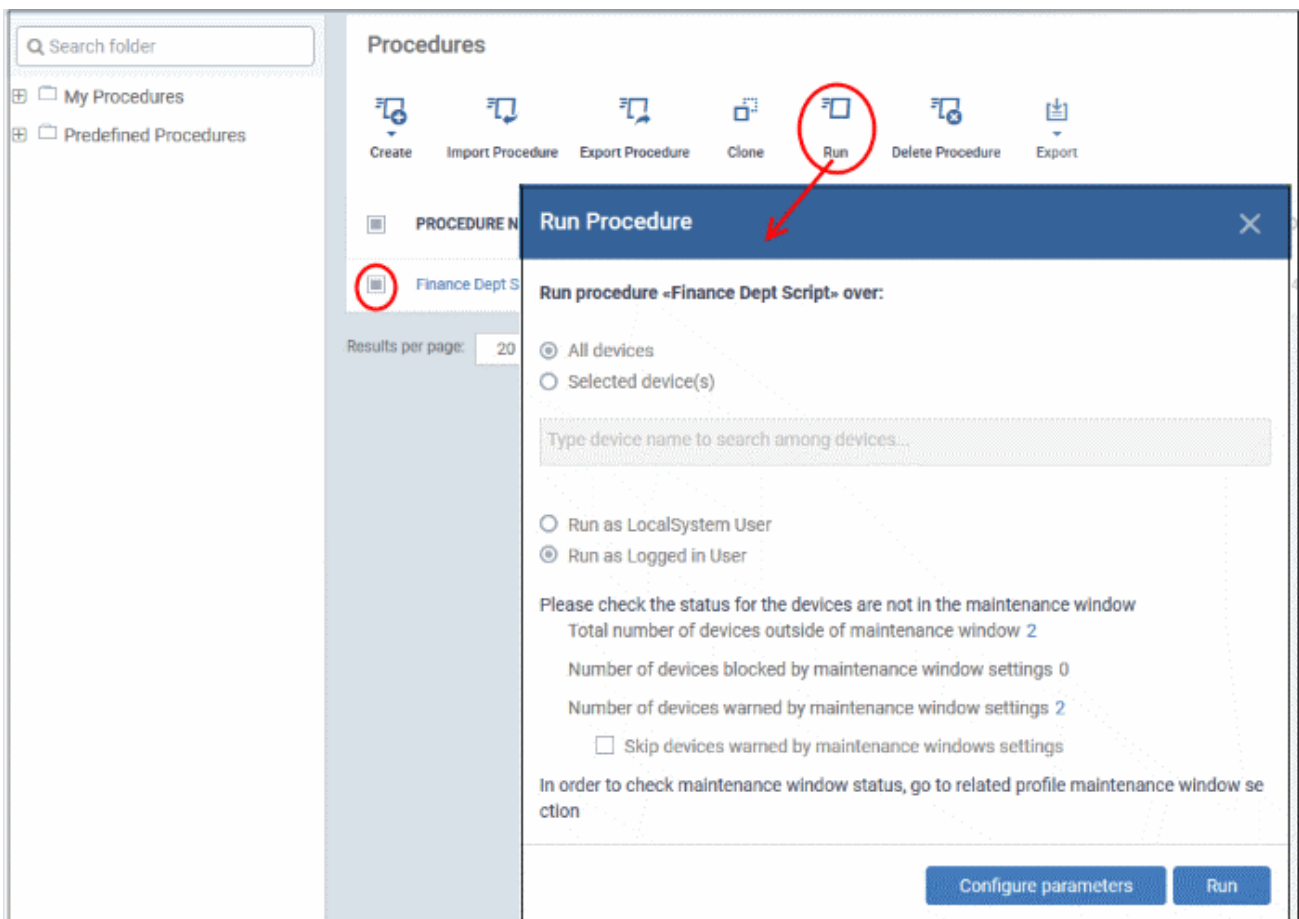 Search folder
My Procedures
Predefined Procedures
Procedures
Create Import Procedure Export Procedure Clone Run Delete Procedure Export
PROCEDURE N
Finance Dept S
Results per page: 20
Run Procedure
Run procedure «Finance Dept Script» over:
All devices
Selected device(s)
Type device name to search among devices...
Run as LocalSystem User
Run as Logged in User
Please check the status for the devices are not in the maintenance window
Total number of devices outside of maintenance window 2
Number of devices blocked by maintenance window settings 0
Number of devices warned by maintenance window settings 2
Skip devices warned by maintenance windows settings
In order to check maintenance window status, go to related profile maintenance window se
ction
Configure parameters Run